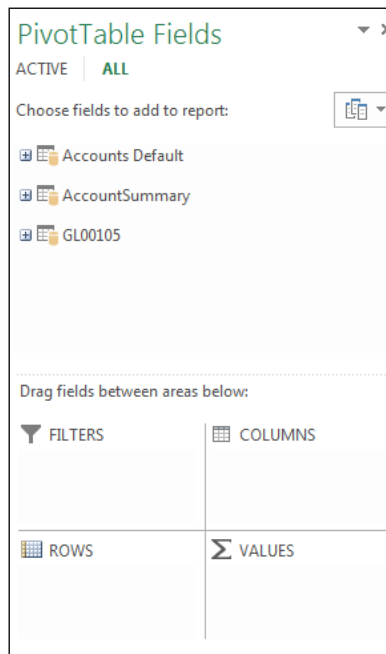 PivotTable Fields
ACTIVE ALL
Choose fields to add to report:
Accounts Default
AccountSummary
GL00105
Drag fields between areas below:
FILTERS COLUMNS
ROWS VALUES